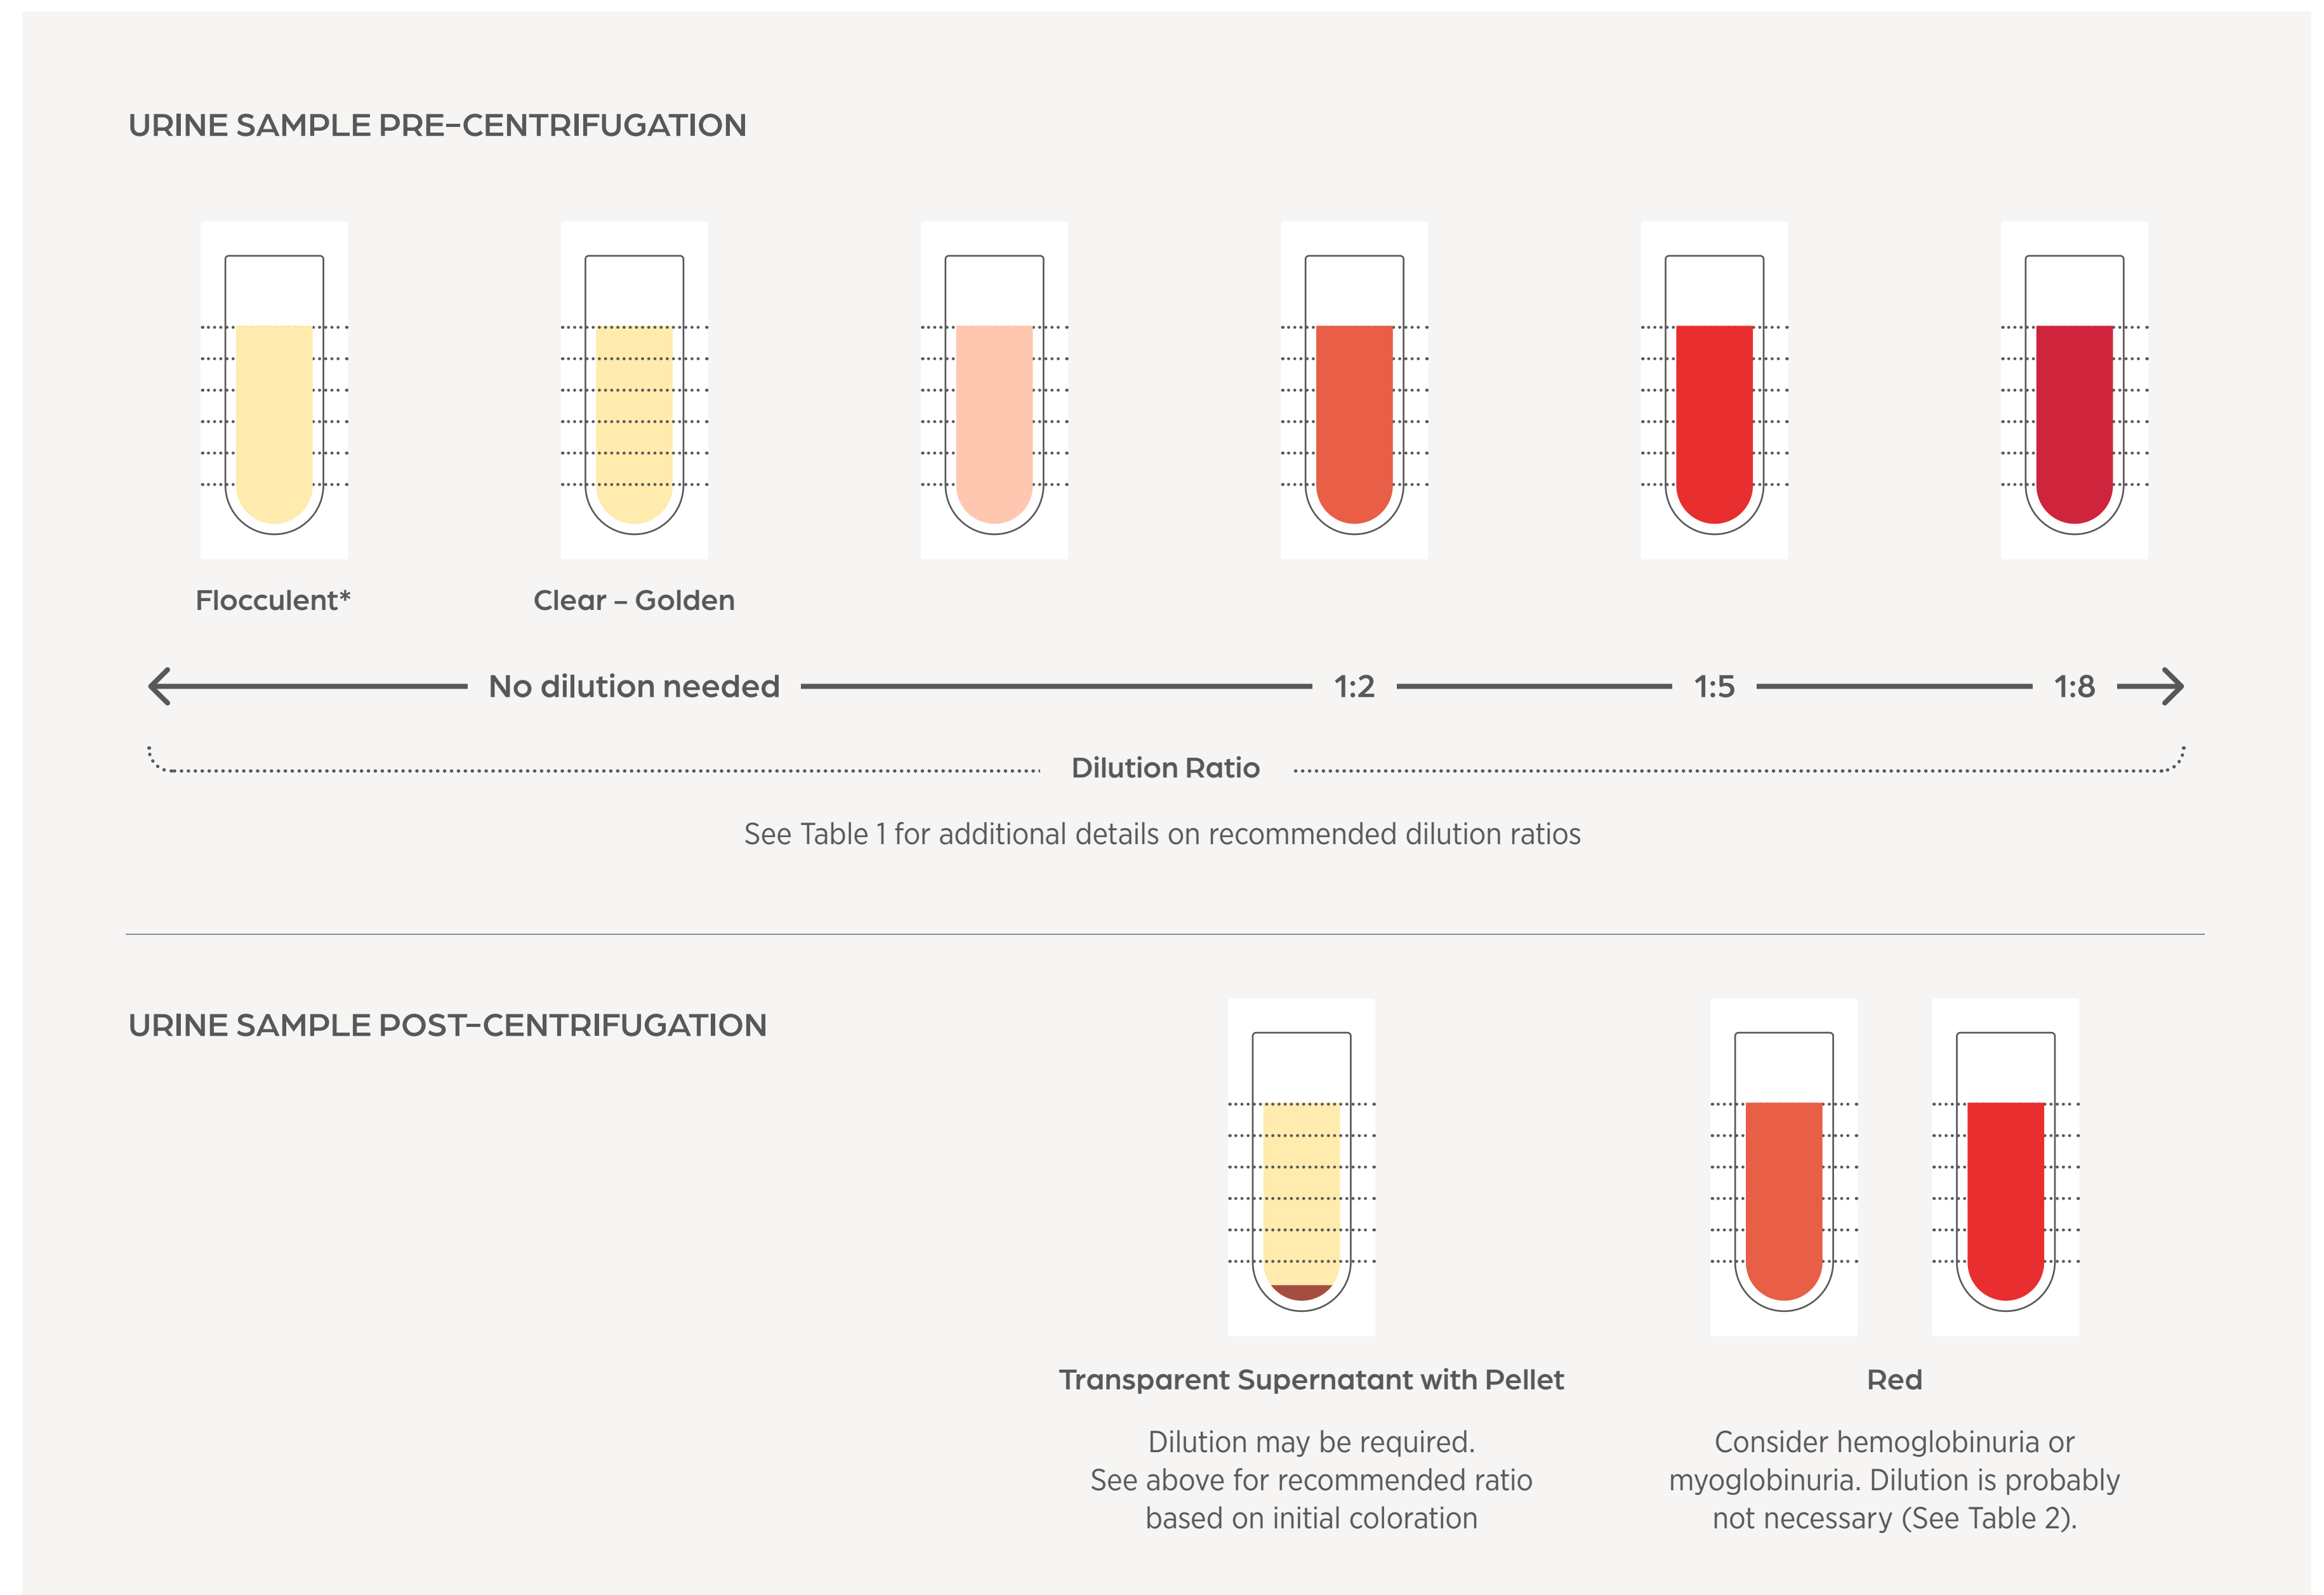 URINE SAMPLE PRE–CENTRIFUGATION
Flocculent*
Clear – Golden
No dilution needed
1:2
1:5
1:8
Dilution Ratio
See Table 1 for additional details on recommended dilution ratios
URINE SAMPLE POST–CENTRIFUGATION
Transparent Supernatant with Pellet
Dilution may be required.
See above for recommended ratio
based on initial coloration
Red
Consider hemoglobinuria or
myoglobinuria. Dilution is probably
not necessary (See Table 2).